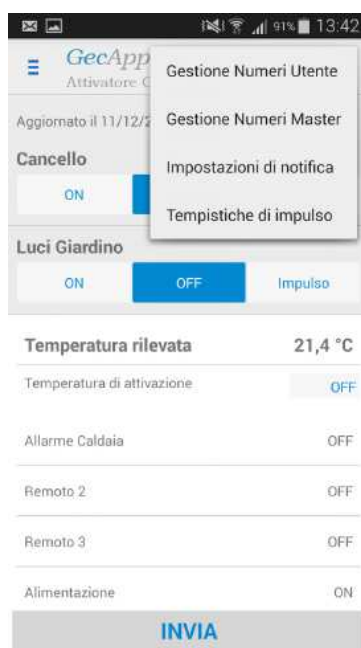 91% 13:42
GecApp
Attivatore
Gestione Numeri Utente
Gestione Numeri Master
Impostazioni di notifica
Tempistiche di impulso
Aggiornato il 11/12/2
Cancello
ON
Luci Giardino
ON OFF Impulso
Temperatura rilevata 21,4 °C
Temperatura di attivazione OFF
Allarme Caldaia OFF
Remoto 2 OFF
Remoto 3 OFF
Alimentazione ON
INVIA